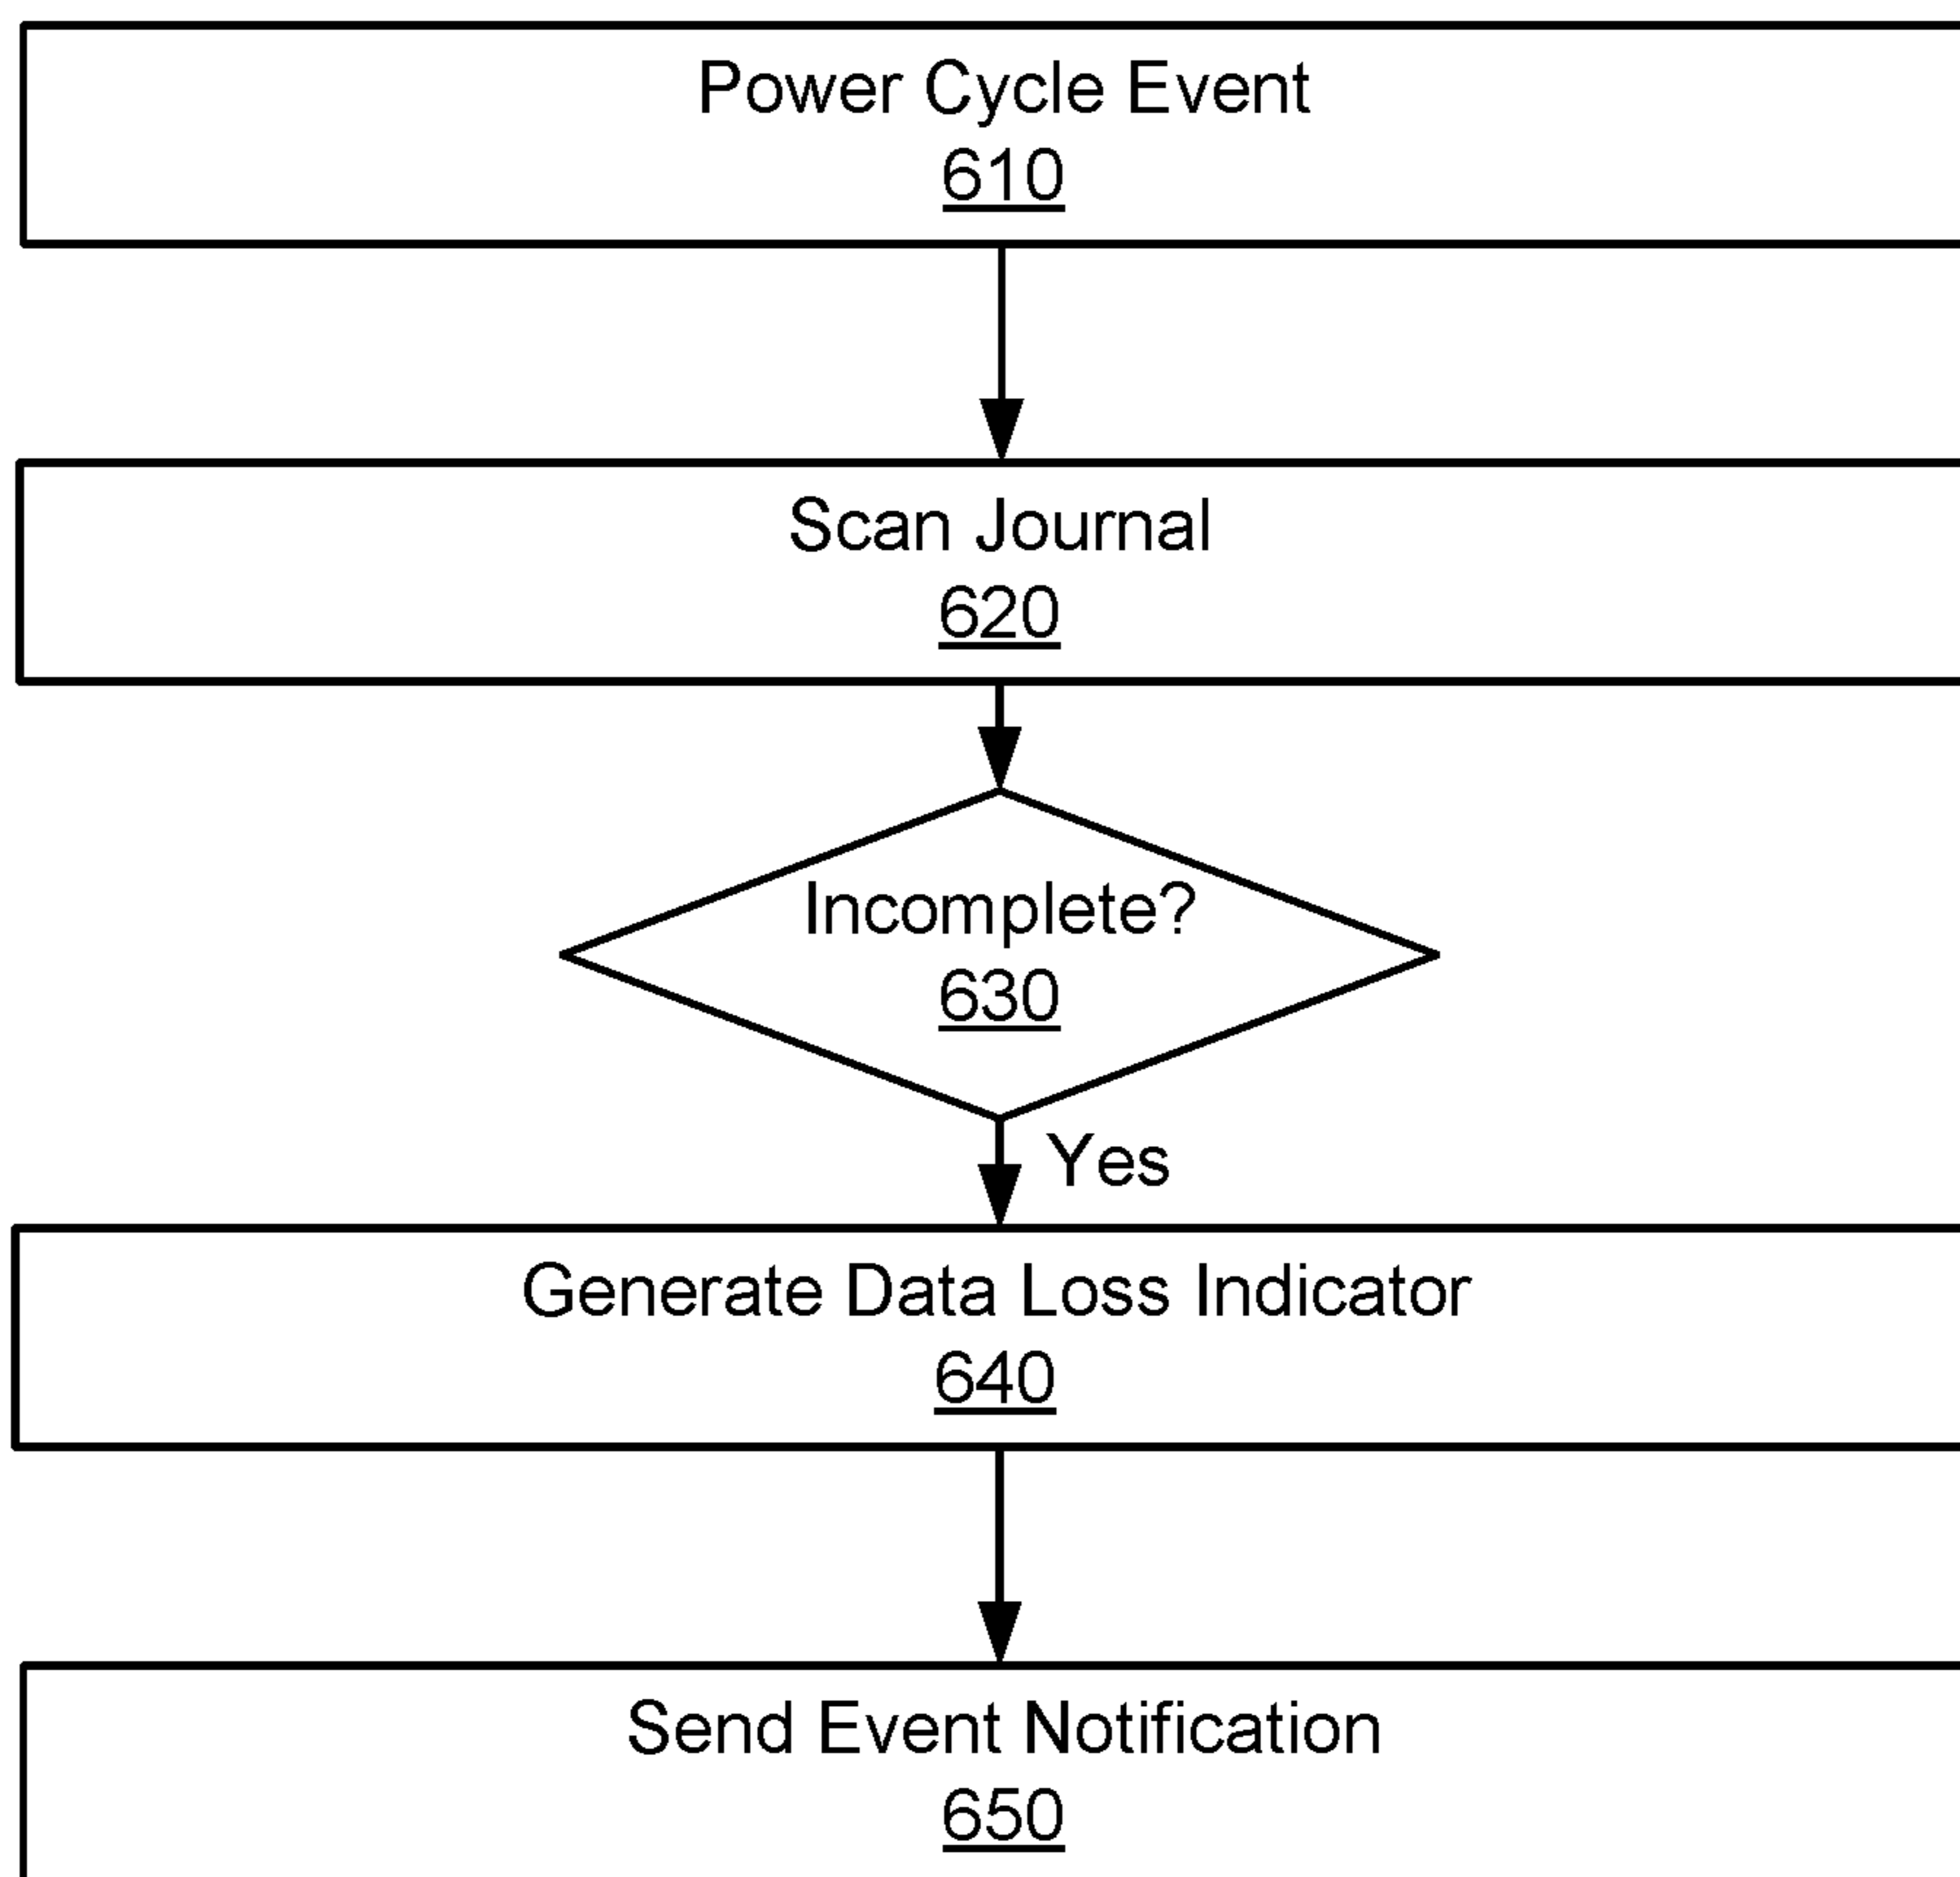 Power Cycle Event
610
Scan Journal
620
Incomplete?
630
Yes
Generate Data Loss Indicator
640
Send Event Notification
650